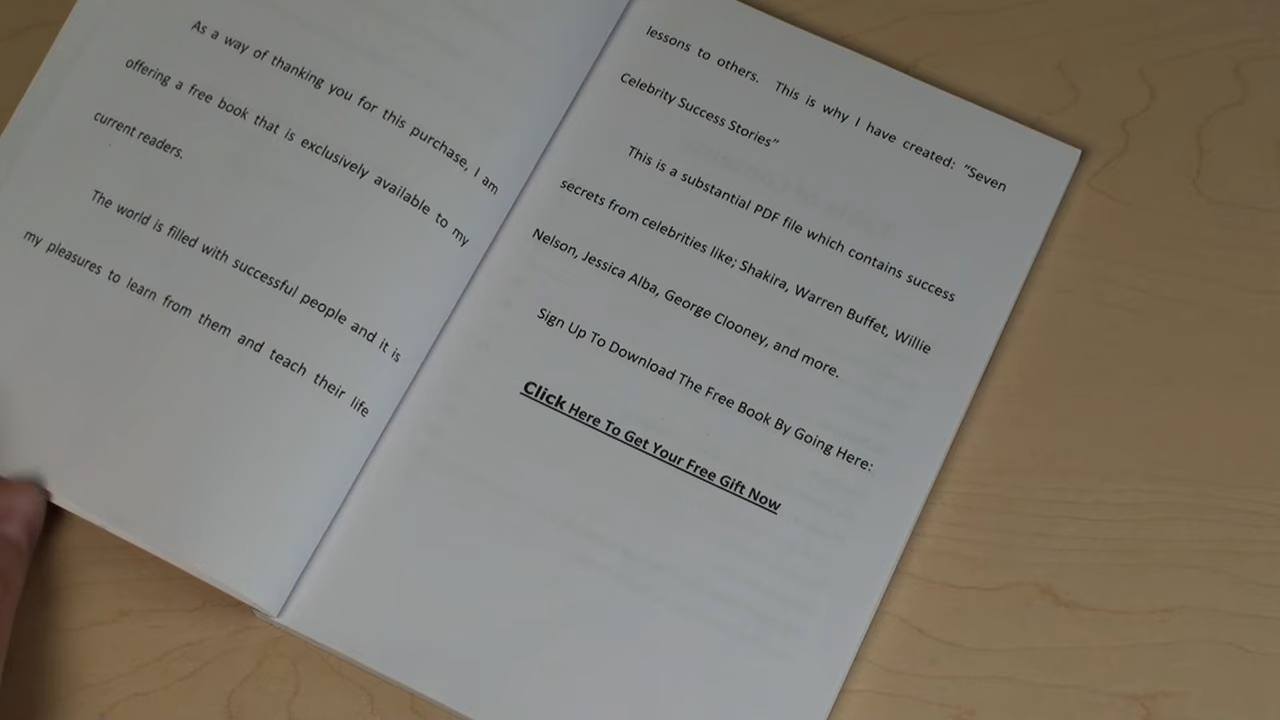 As a way of thanking you for this purchase, I am
offering a free book that is exclusively available to my
current readers.
The world is filled with successful people and it is
my pleasures to learn from them and teach their life
lessons to others. This is why I have created: “Seven
Celebrity Success Stories”
This is a substantial PDF file which contains success
secrets from celebrities like; Shakira, Warren Buffet, Willie
Nelson, Jessica Alba, George Clooney, and more.
Sign Up To Download The Free Book By Going Here:
Click Here To Get Your Free Gift Now